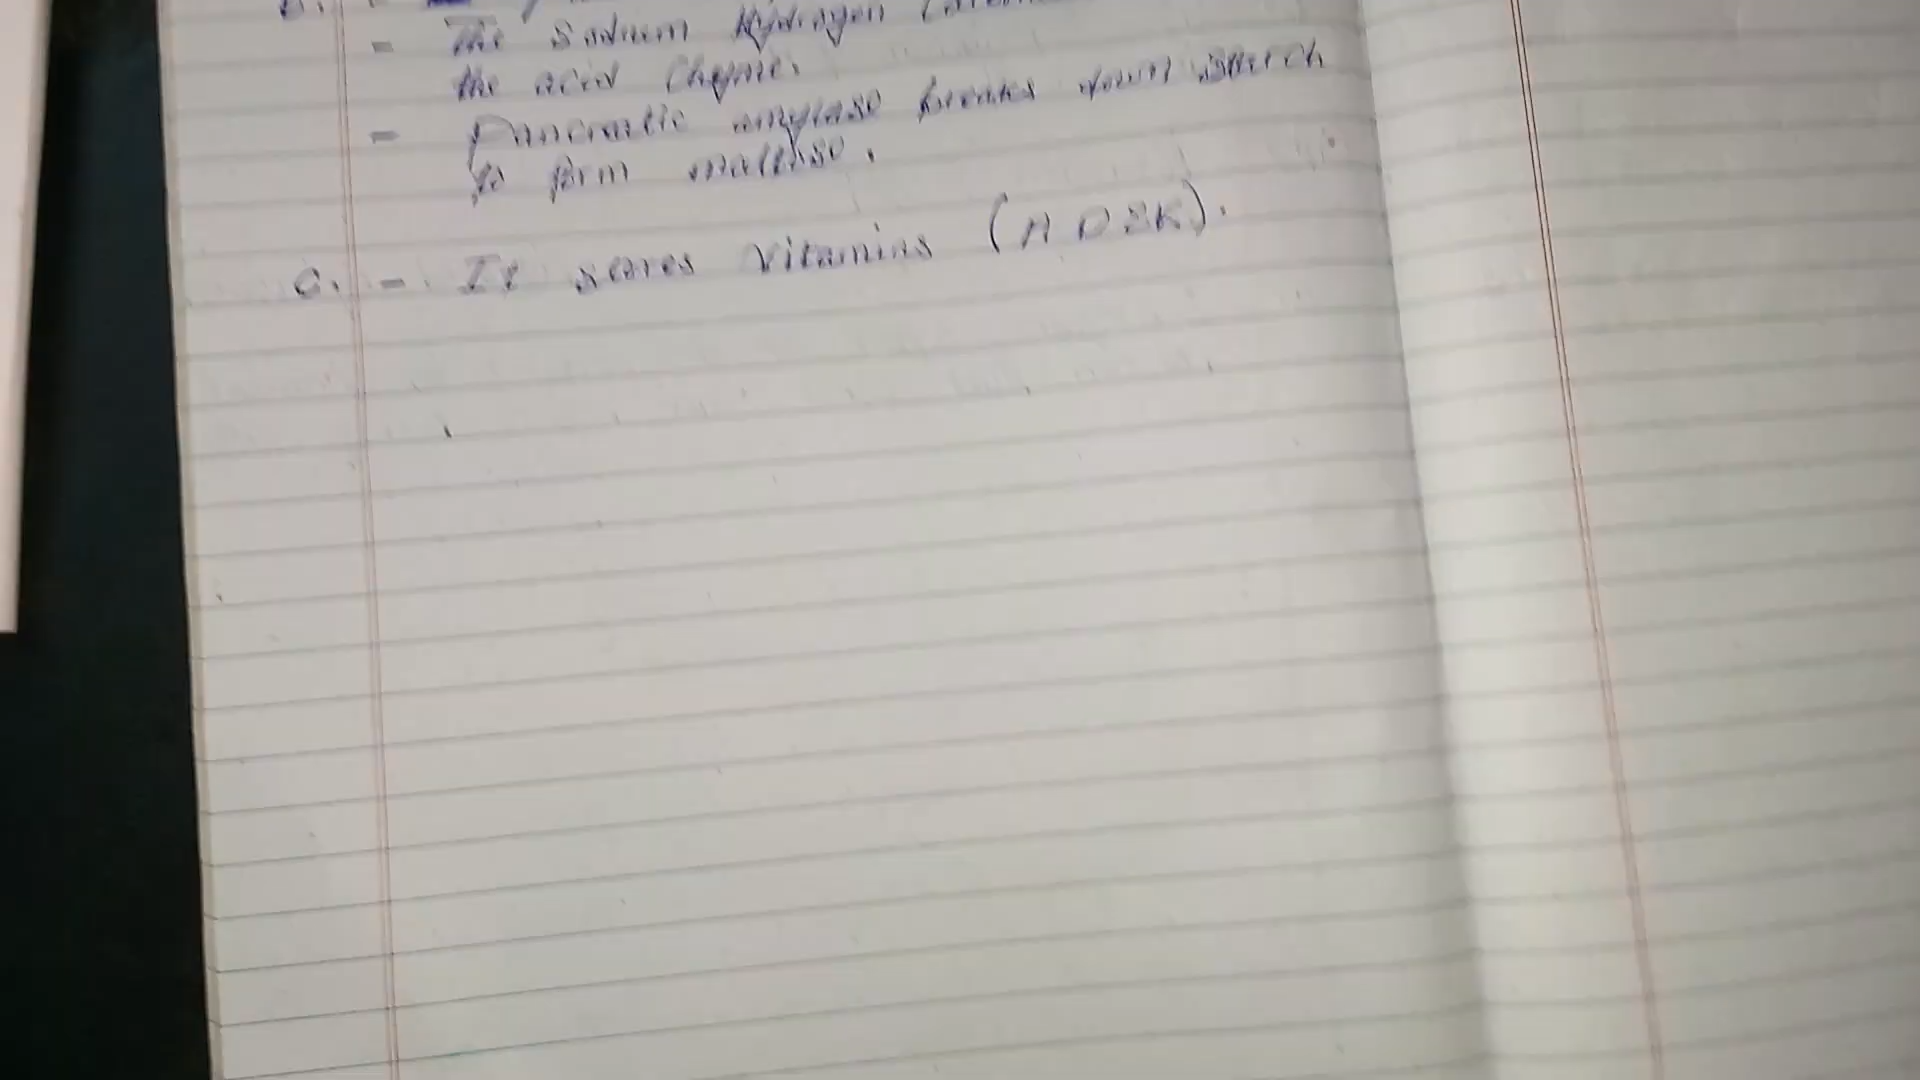 - The Sodium Hydrogen
the acid Chyme.
- Pancreatic amylase breaks down starch
to form maltose.
C. - It stores Vitamins (A D E K).